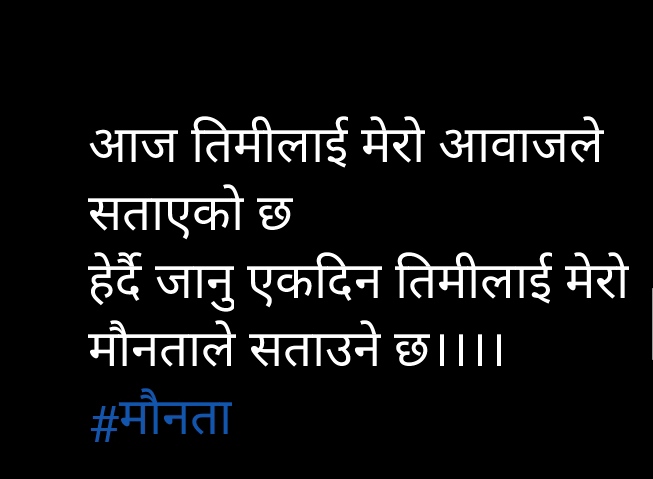 आज तिमीलाई मेरो आवाजले
सताएको छ
हेर्दै जानु एकदिन तिमीलाई मेरो
मौनताले सताउने छ।।।।
#मौनता